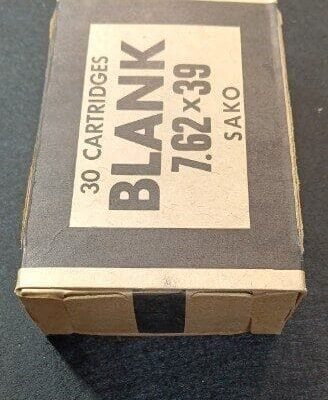 30 CARTRIDGES
BLANK
7.62 × 39
SAKO